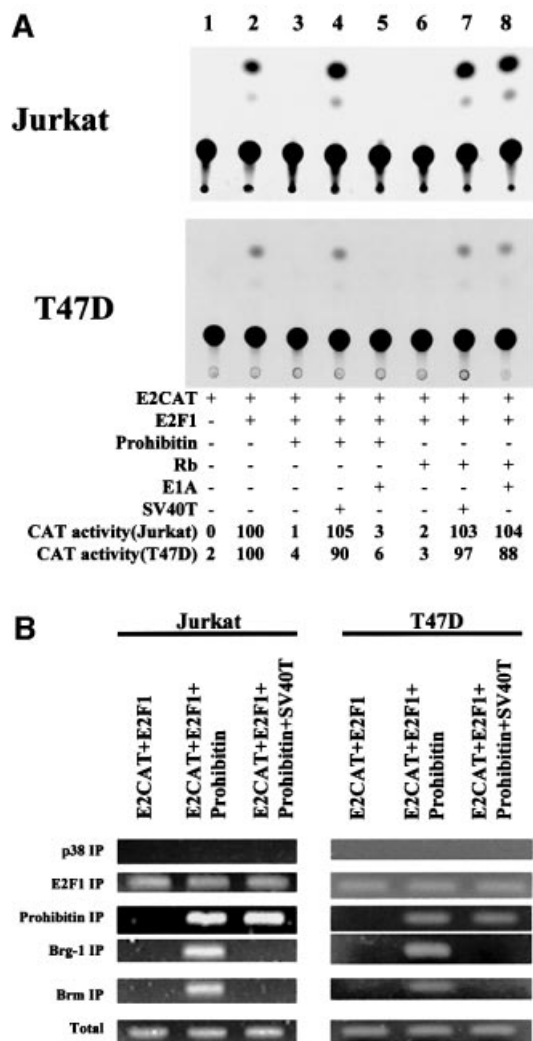 A
1 2 3 4 5 6 7 8
Jurkat
T47D
E2CAT + + + + + + + +
E2F1 - + + + + + + +
Prohibitin - - + + + - - -
Rb - - - - - + + +
E1A - - - - + - - +
SV40T - - - + - - + -
CAT activity(Jurkat) 0 100 1 105 3 2 103 104
CAT activity(T47D) 2 100 4 90 6 3 97 88
B
Jurkat T47D
E2CAT+E2F1
E2CAT+E2F1+
Prohibitin
E2CAT+E2F1+
Prohibitin+SV40T
E2CAT+E2F1
E2CAT+E2F1+
Prohibitin
E2CAT+E2F1+
Prohibitin+SV40T
p38 IP
E2F1 IP
Prohibitin IP
Brg-1 IP
Brm IP
Total